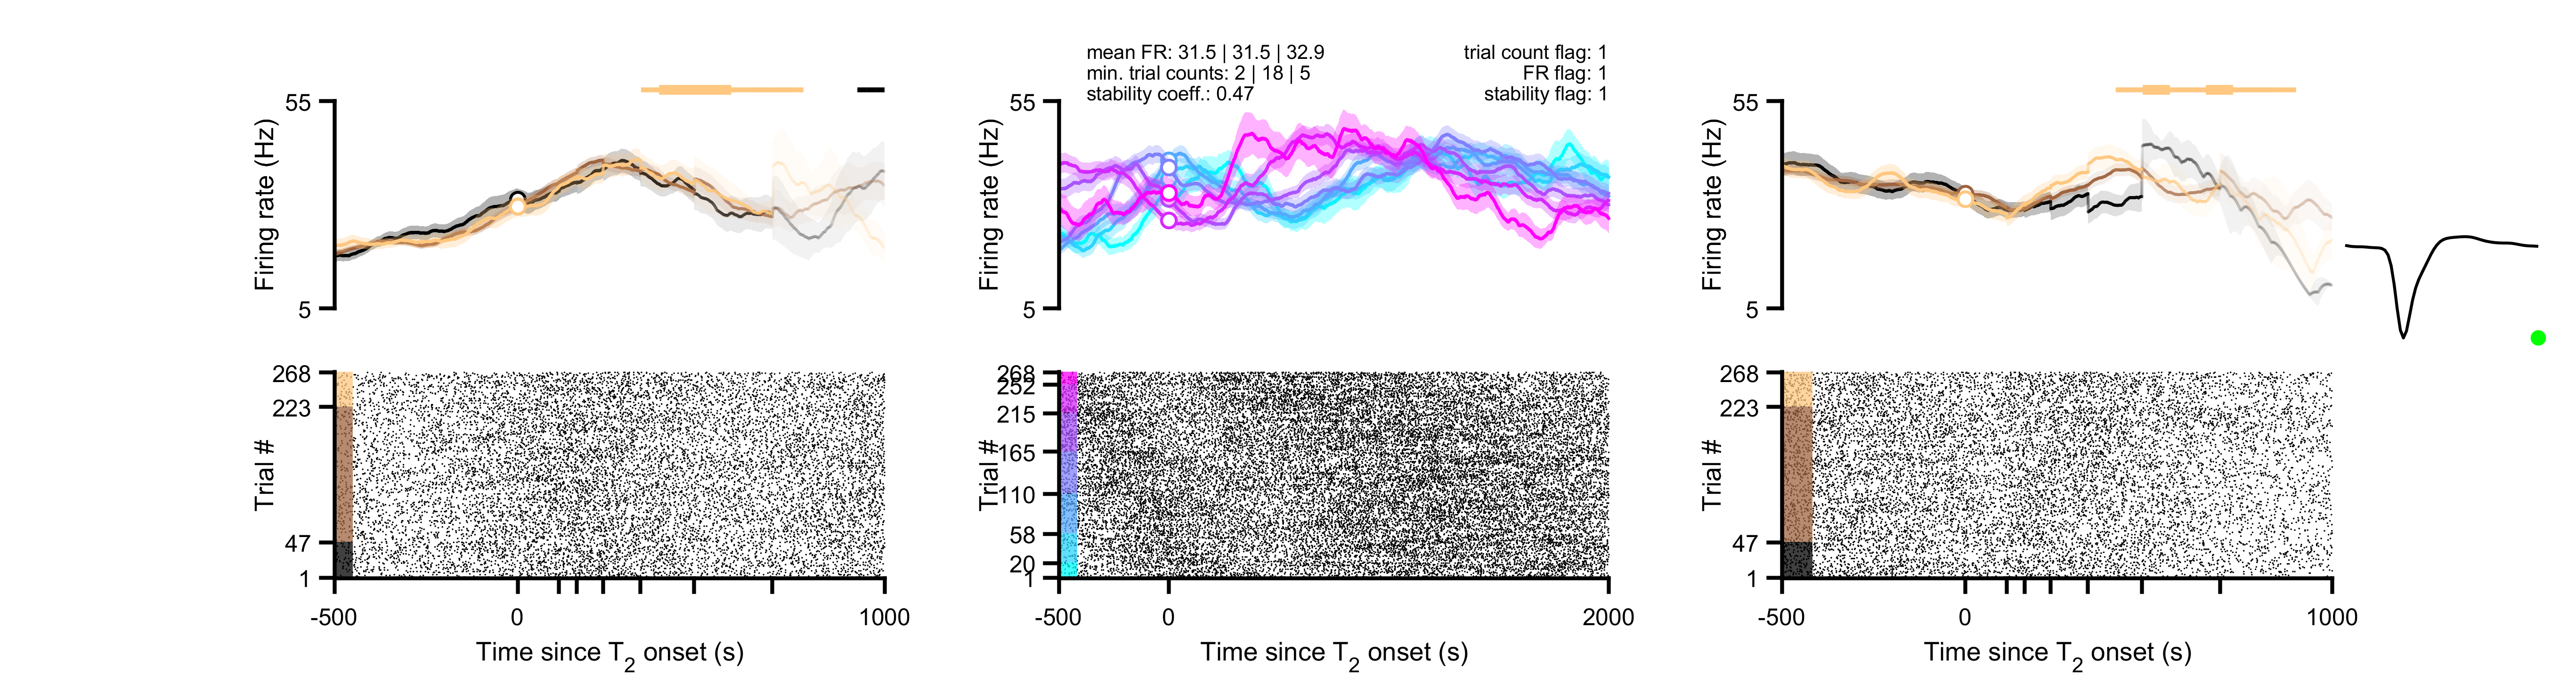 mean FR: 31.5 | 31.5 | 32.9
min. trial counts: 2 | 18 | 5
stability coeff.: 0.47
trial count flag: 1
FR flag: 1
stability flag: 1
55
Firing rate (Hz)
5
55
Firing rate (Hz)
5
55
Firing rate (Hz)
5
268
223
Trial #
47
1
-500
0
1000
Time since T2 onset (s)
268
252
215
165
Trial #
110
58
20
1
-500
0
2000
Time since T2 onset (s)
268
223
Trial #
47
1
-500
0
1000
Time since T2 onset (s)